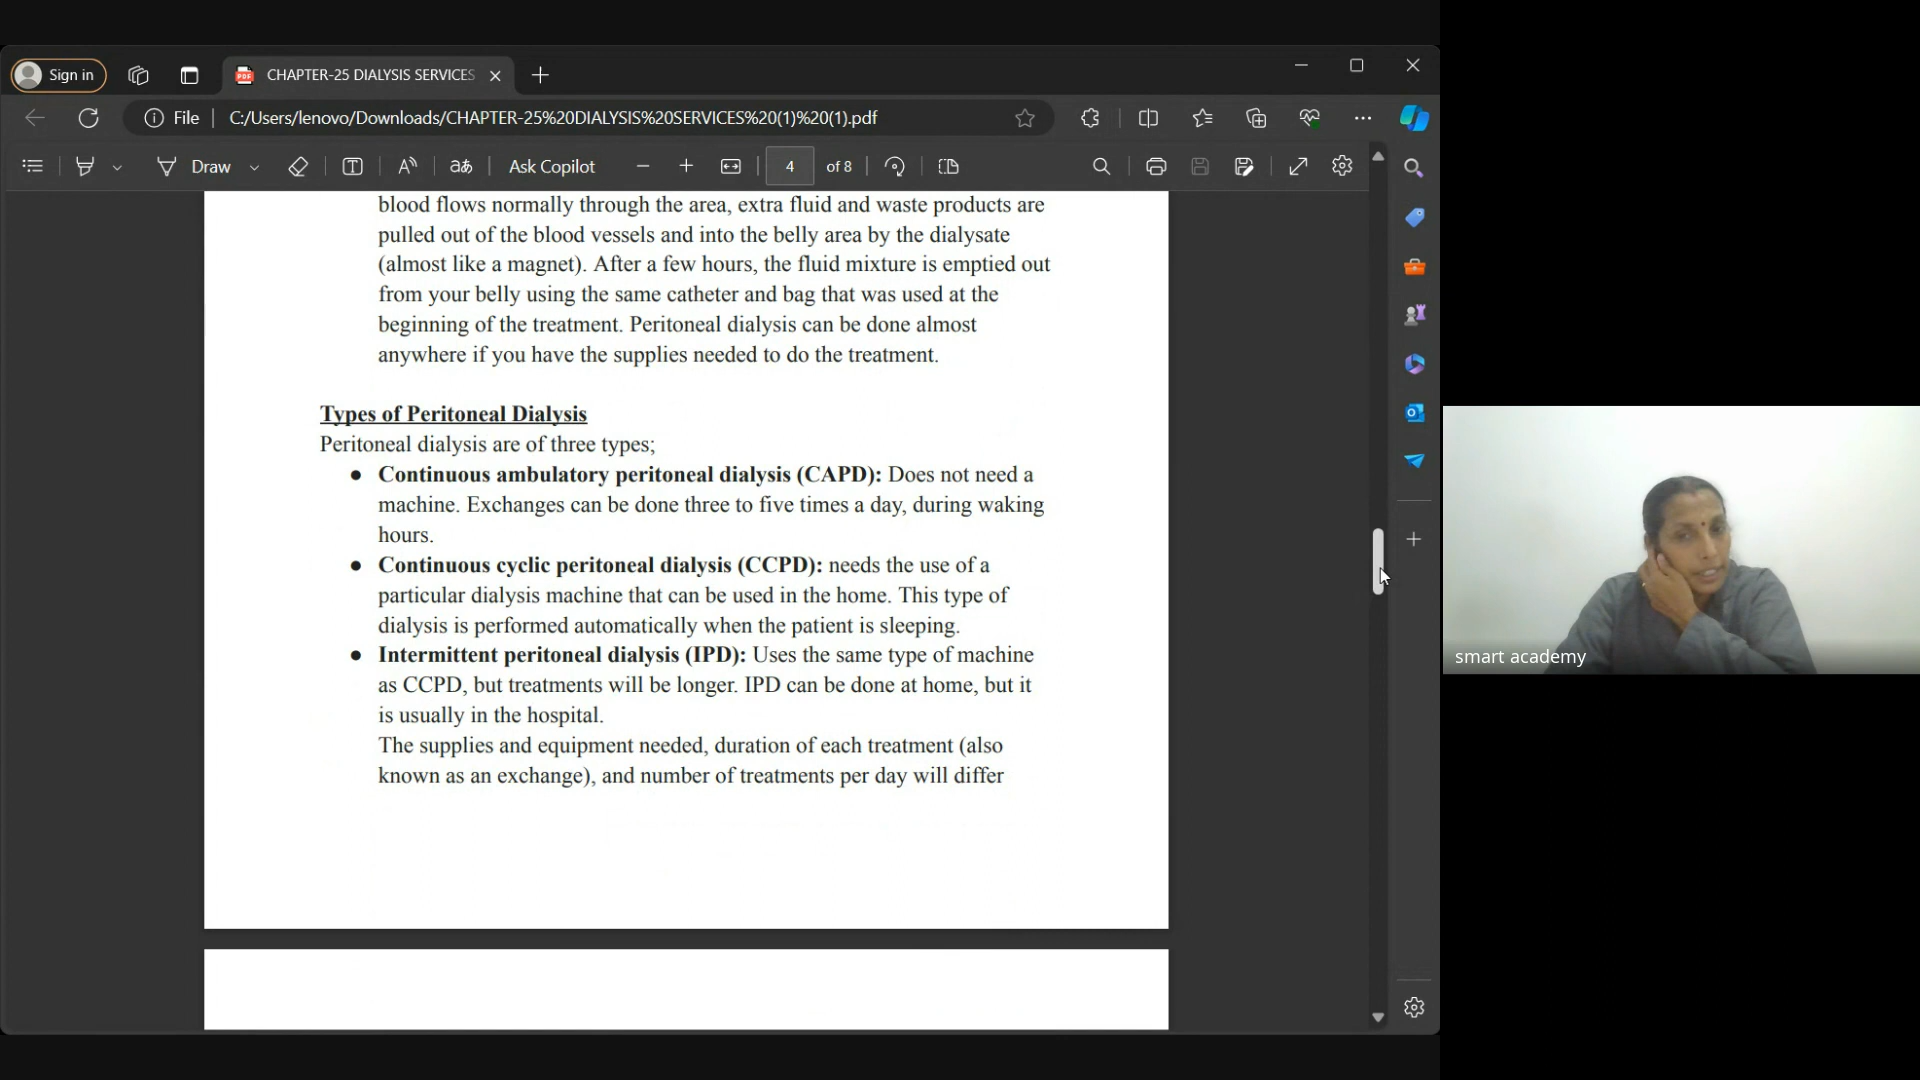 Sign in
CHAPTER-25 DIALYSIS SERVICES
File
C:/Users/lenovo/Downloads/CHAPTER-25%20DIALYSIS%20SERVICES%20(1)%20(1).pdf
Draw
Ask Copilot
4
of 8
blood flows normally through the area, extra fluid and waste products are
pulled out of the blood vessels and into the belly area by the dialysate
(almost like a magnet). After a few hours, the fluid mixture is emptied out
from your belly using the same catheter and bag that was used at the
beginning of the treatment. Peritoneal dialysis can be done almost
anywhere if you have the supplies needed to do the treatment.
Types of Peritoneal Dialysis
Peritoneal dialysis are of three types;
● Continuous ambulatory peritoneal dialysis (CAPD): Does not need a
machine. Exchanges can be done three to five times a day, during waking
hours.
● Continuous cyclic peritoneal dialysis (CCPD): needs the use of a
particular dialysis machine that can be used in the home. This type of
dialysis is performed automatically when the patient is sleeping.
● Intermittent peritoneal dialysis (IPD): Uses the same type of machine
as CCPD, but treatments will be longer. IPD can be done at home, but it
is usually in the hospital.
The supplies and equipment needed, duration of each treatment (also
known as an exchange), and number of treatments per day will differ
smart academy